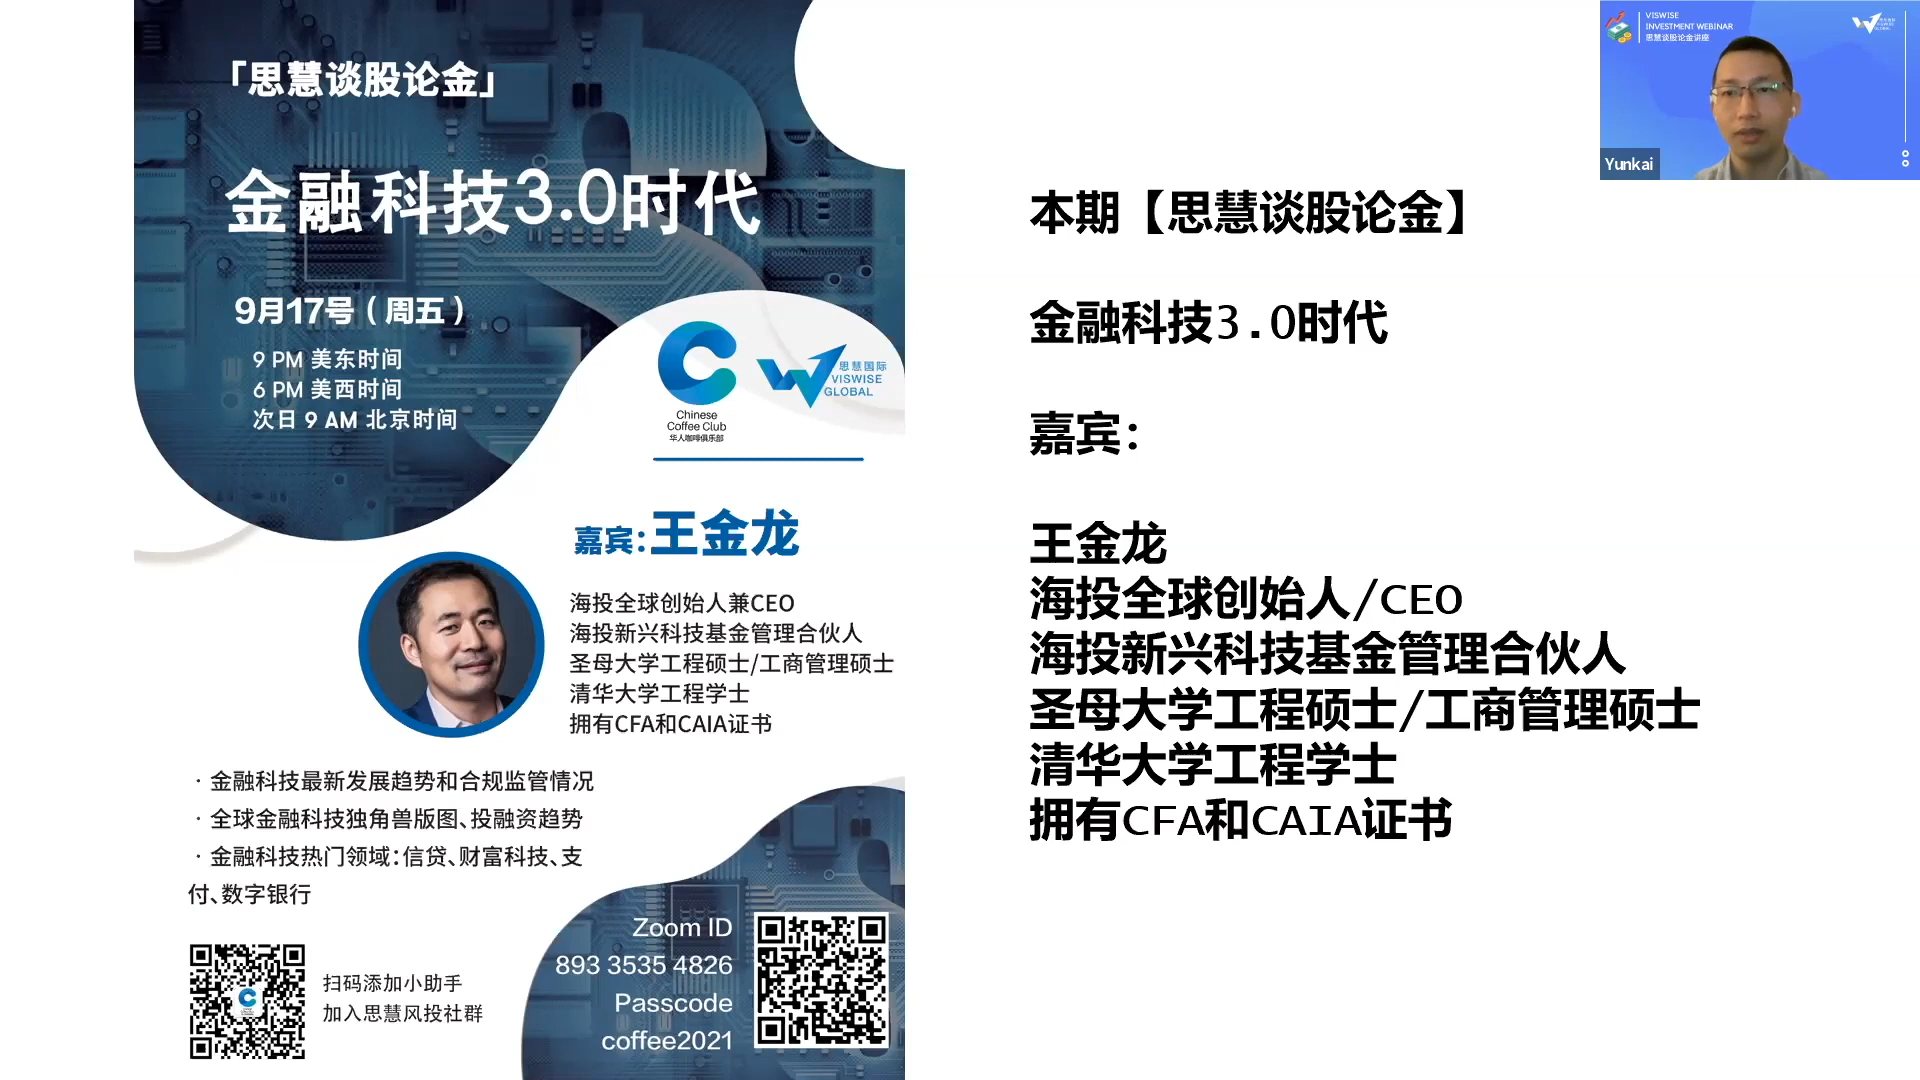 「思慧谈股论金」
金融科技3.0时代
9月17号（周五）
9 PM 美东时间
6 PM 美西时间
次日 9 AM 北京时间
Chinese
Coffee Club
华人咖啡俱乐部
思慧国际
VISWISE
GLOBAL
嘉宾:王金龙
海投全球创始人兼CEO
海投新兴科技基金管理合伙人
圣母大学工程硕士/工商管理硕士
清华大学工程学士
拥有CFA和CAIA证书
· 金融科技最新发展趋势和合规监管情况
· 全球金融科技独角兽版图、投融资趋势
· 金融科技热门领域：信贷、财富科技、支
付、数字银行
扫码添加小助手
加入思慧风投社群
Zoom ID
893 3535 4826
Passcode
coffee2021
本期【思慧谈股论金】
金融科技3.0时代
嘉宾：
王金龙
海投全球创始人/CEO
海投新兴科技基金管理合伙人
圣母大学工程硕士/工商管理硕士
清华大学工程学士
拥有CFA和CAIA证书
VISWISE
INVESTMENT WEBINAR
思慧谈股论金讲座
Yunkai